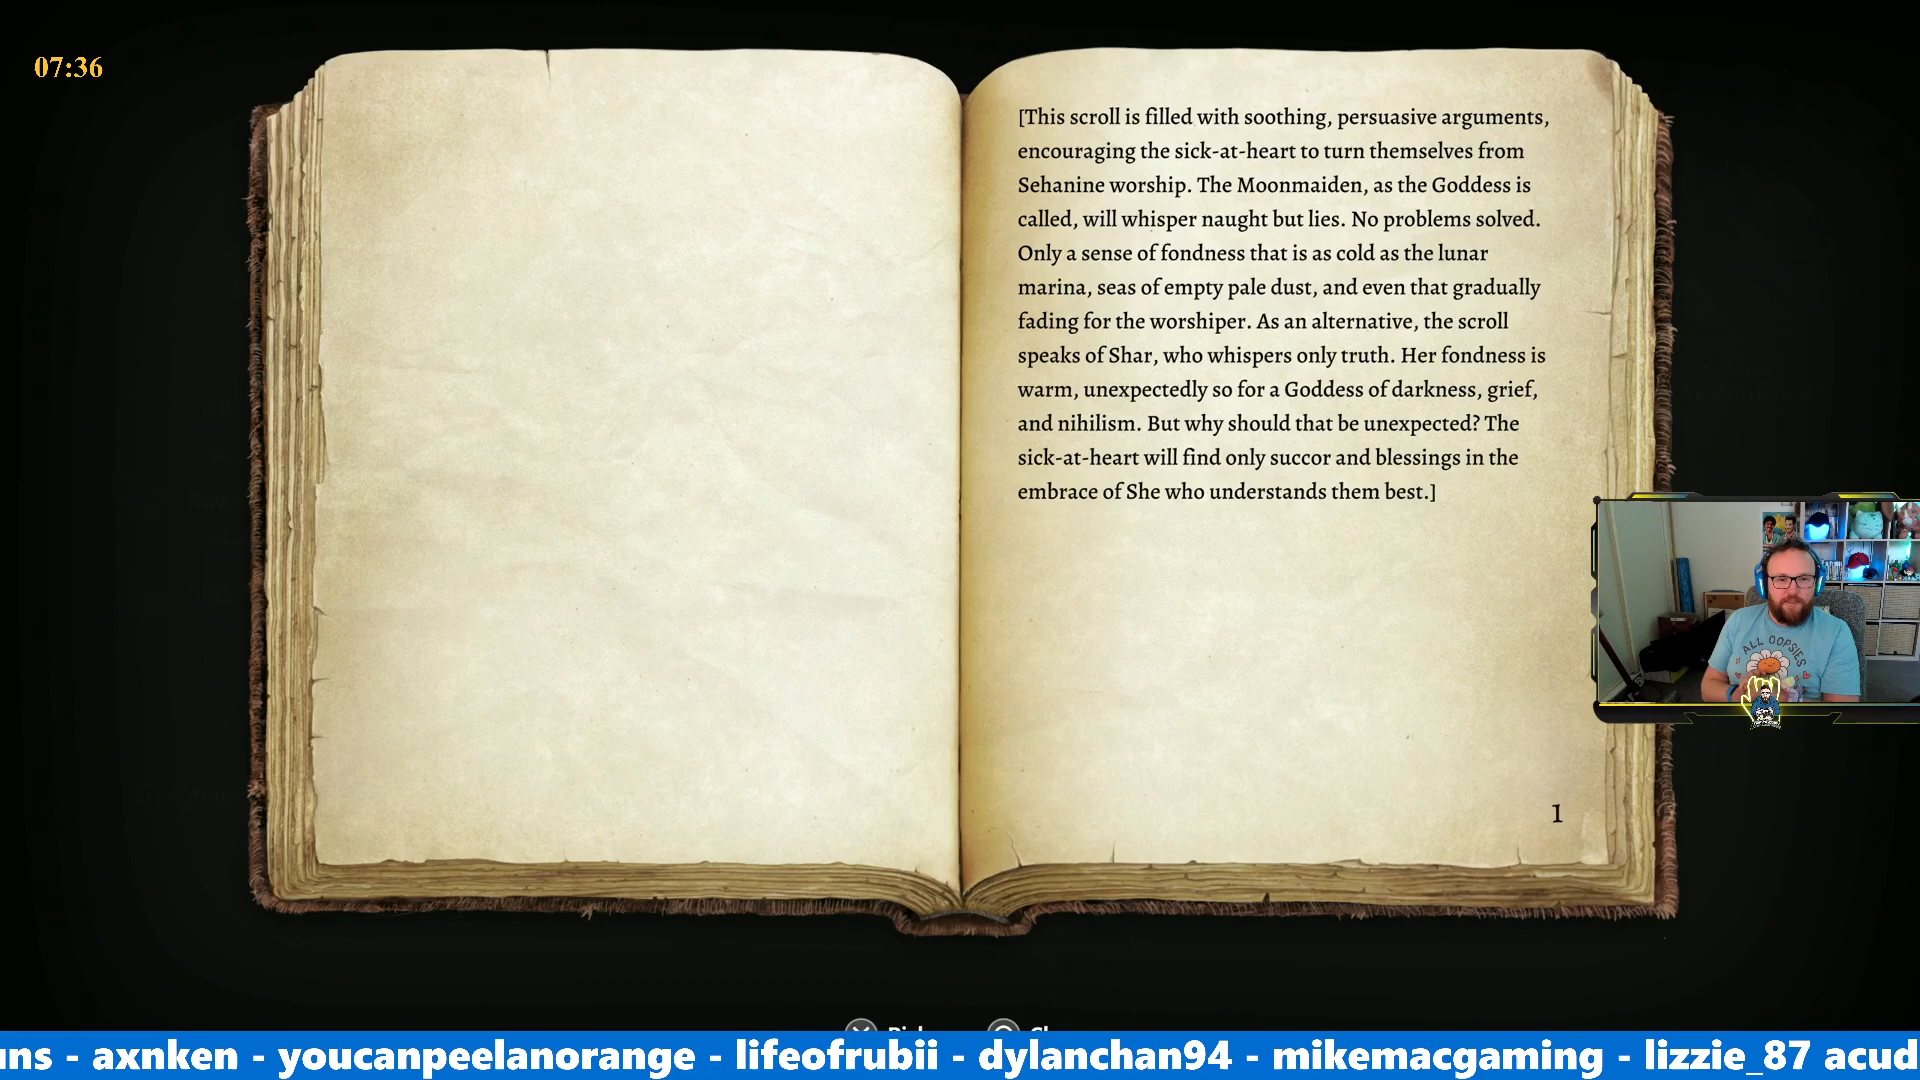 07:36
[This scroll is filled with soothing, persuasive arguments,
encouraging the sick-at-heart to turn themselves from
Sehanine worship. The Moonmaiden, as the Goddess is
called, will whisper naught but lies. No problems solved.
Only a sense of fondness that is as cold as the lunar
marina, seas of empty pale dust, and even that gradually
fading for the worshiper. As an alternative, the scroll
speaks of Shar, who whispers only truth. Her fondness is
warm, unexpectedly so for a Goddess of darkness, grief,
and nihilism. But why should that be unexpected? The
sick-at-heart will find only succor and blessings in the
embrace of She who understands them best.]
1
ALL OOPSIES
uns - axnken - youcanpeelanorange - lifeofrubii - dylanchan94 - mikemacgaming - lizzie_87 acud